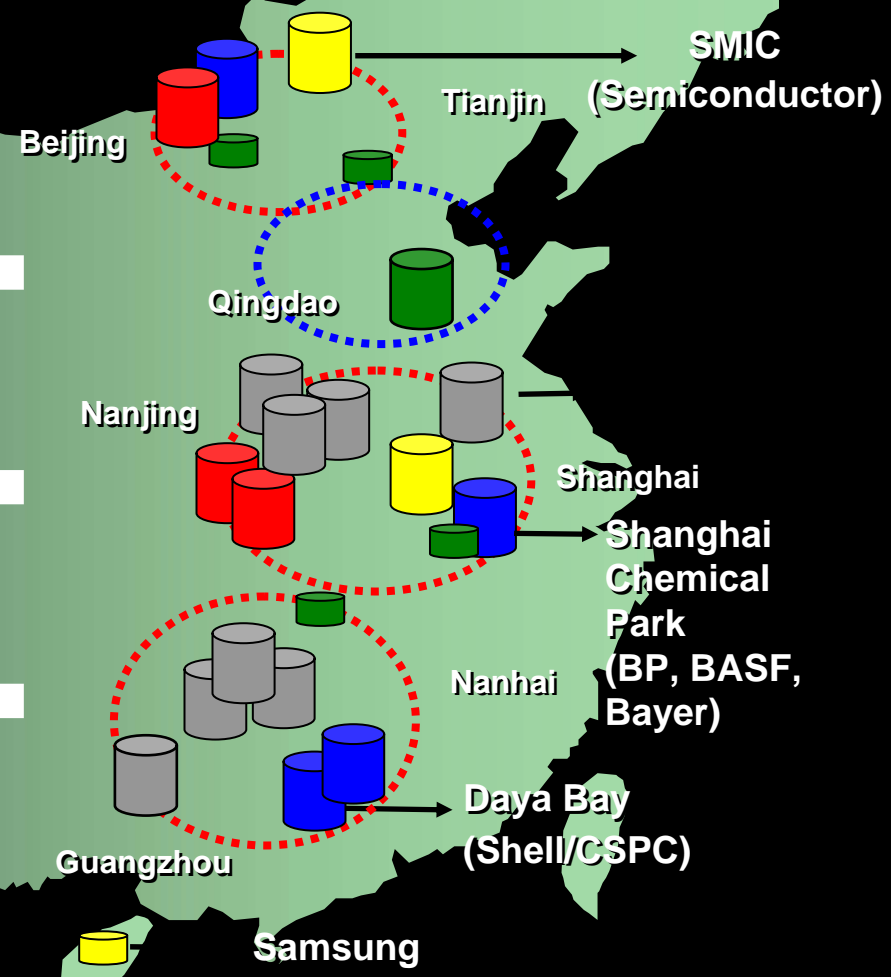 SMIC
(Semiconductor)
Tianjin
Beijing
Qingdao
Nanjing
Shanghai
Shanghai
Chemical
Park
(BP, BASF,
Bayer)
Nanhai
Daya Bay
(Shell/CSPC)
Guangzhou
Samsung